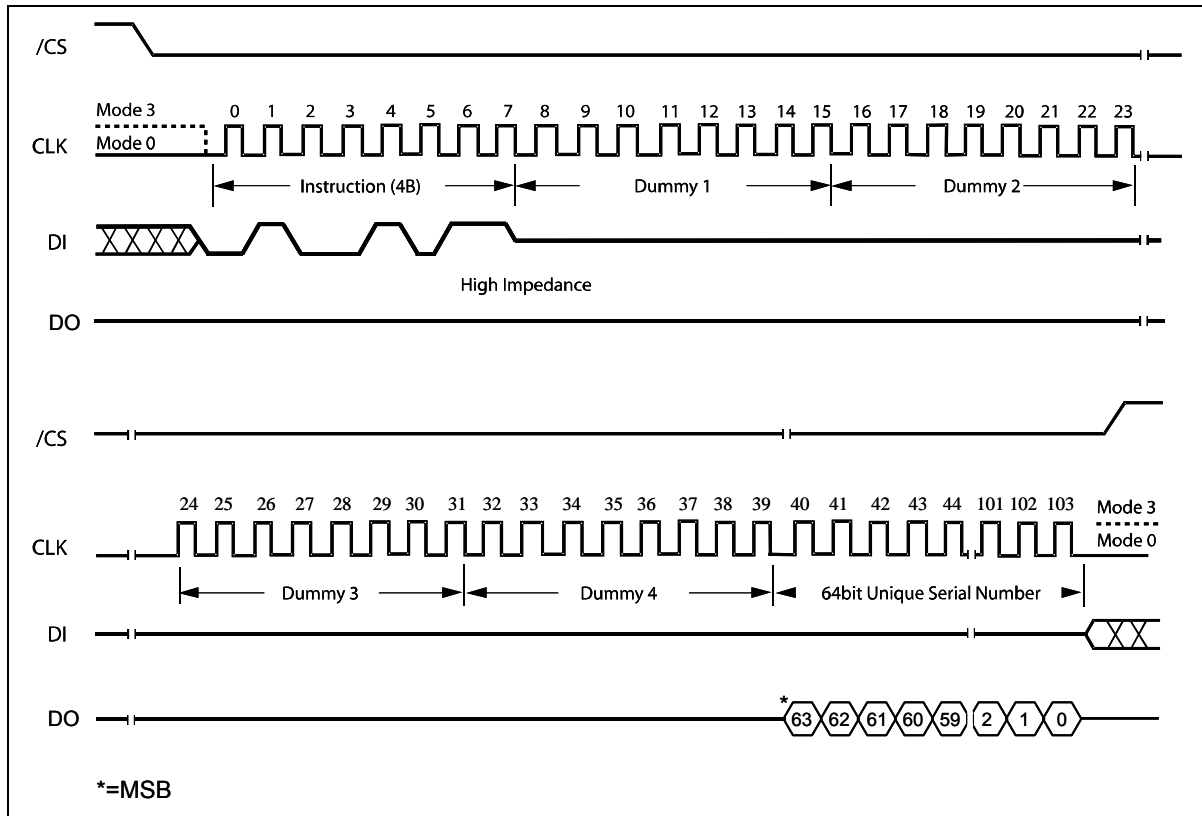 /CS
Mode 3
0 1 2 3 4 5 6 7 8 9 10 11 12 13 14 15 16 17 18 19 20 21 22 23
CLK
Mode 0
Instruction (4B)
Dummy 1
Dummy 2
DI
High Impedance
DO
/CS
24 25 26 27 28 29 30 31 32 33 34 35 36 37 38 39 40 41 42 43 44 101 102 103
Mode 3
CLK
Mode 0
Dummy 3
Dummy 4
64bit Unique Serial Number
DI
*
DO
63 62 61 60 59 2 1 0
*=MSB